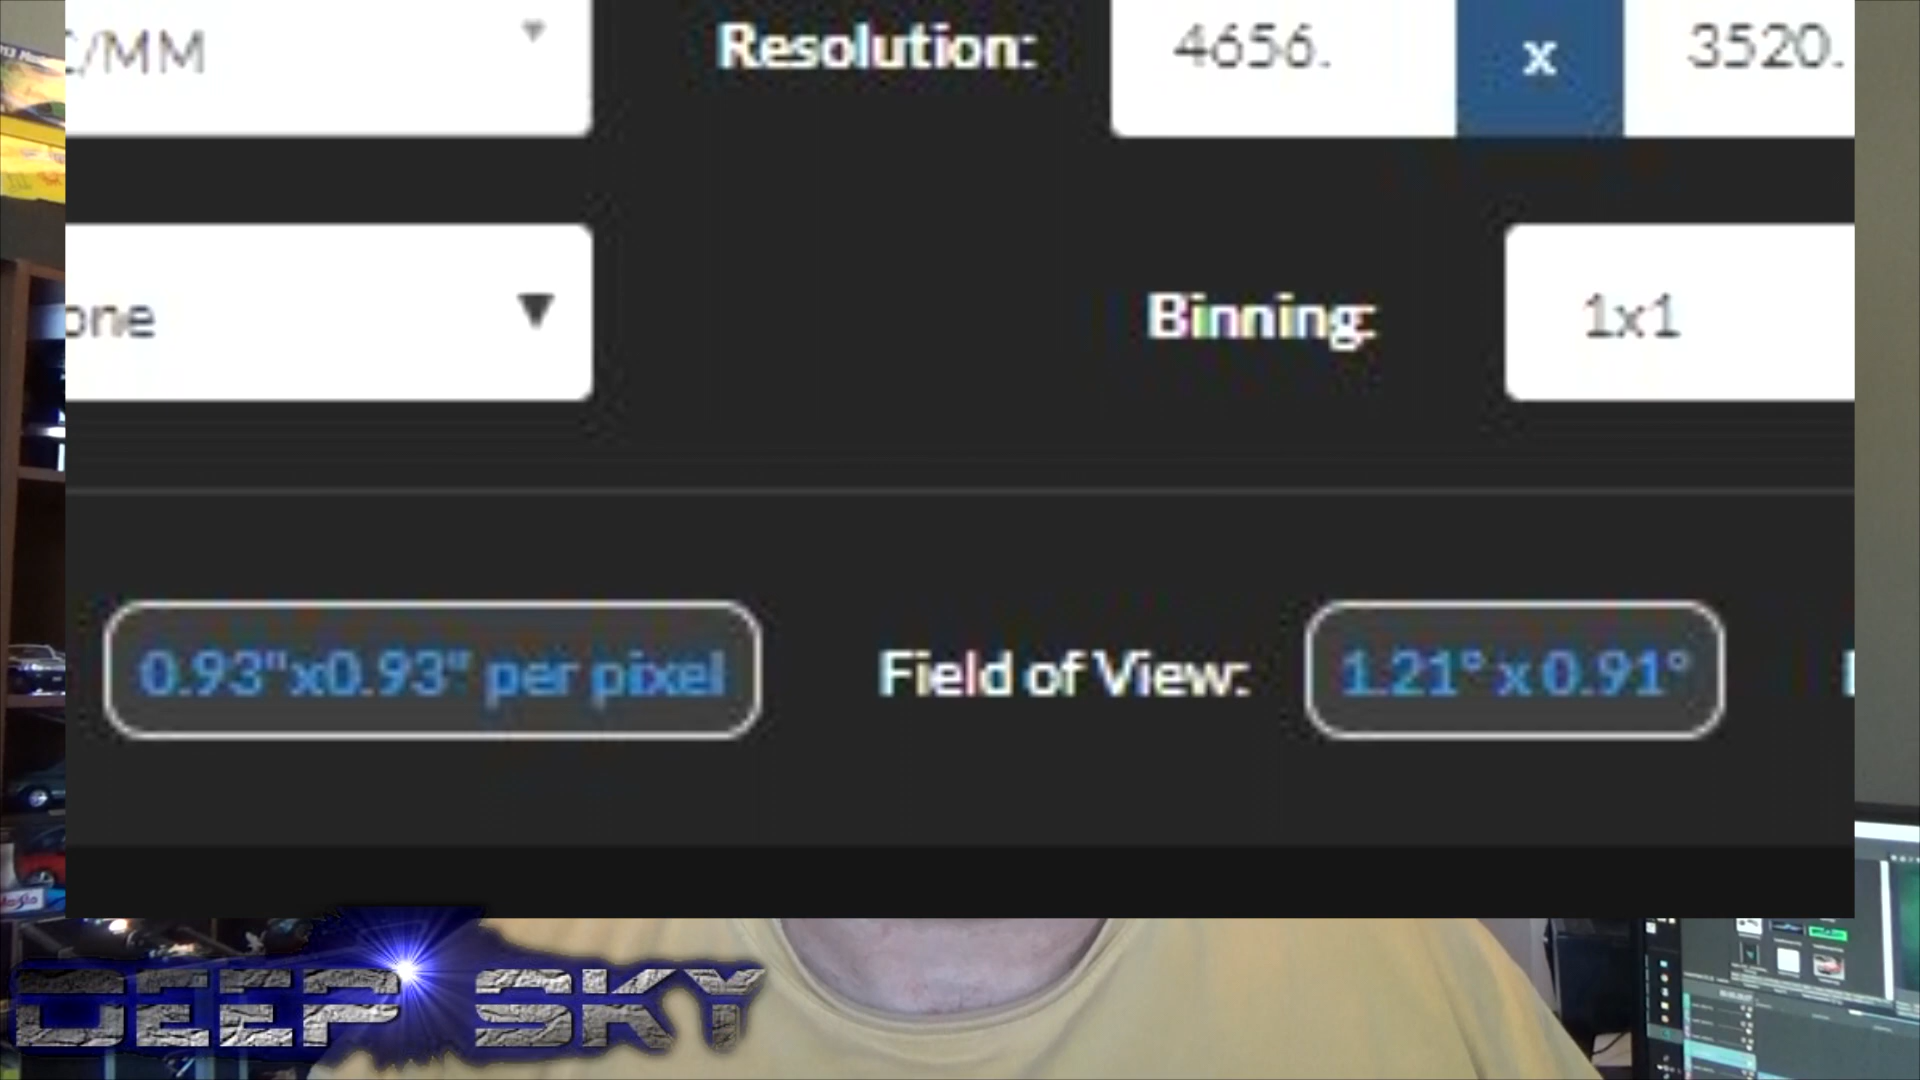 C/MM Resolution: 4656. x 3520.
one Binning: 1x1
0.93"x0.93" per pixel Field of View: 1.21° x 0.91°
DEEP SKY